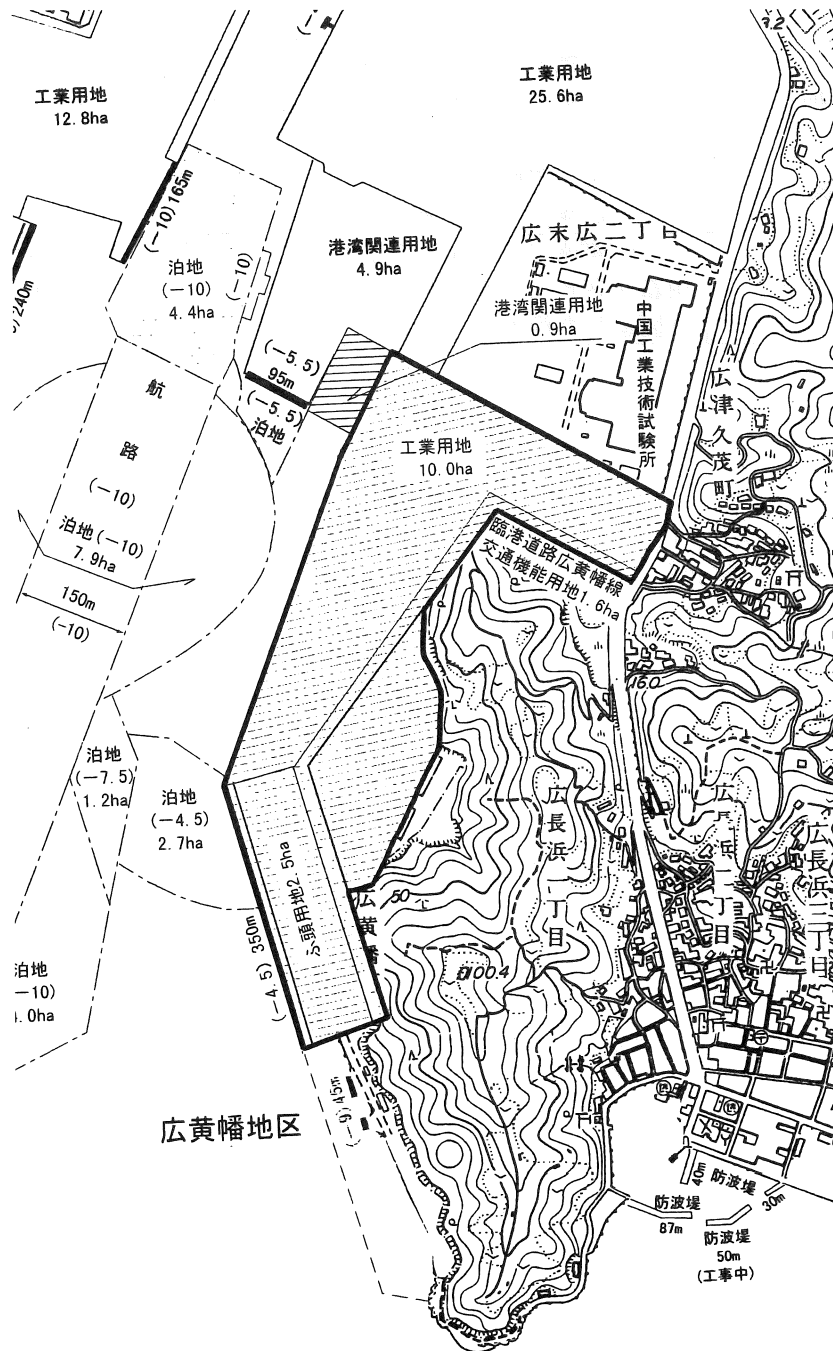 工業用地
12.8ha
工業用地
25.6ha
(-10)165m
泊地
(-10)
4.4ha
(-10)
港湾関連用地
4.9ha
広末広二丁目
港湾関連用地
0.9ha
中国工業技術試験所
240m
(-5.5)
95m
(-5.5)
泊地
航路
(-10)
工業用地
10.0ha
広津久茂町
泊地(-10)
7.9ha
150m
(-10)
臨港道路広黄幡線
交通機能用地1.6ha
16.0
泊地
(-7.5)
1.2ha
泊地
(-4.5)
2.7ha
ふ頭用地2.5ha
(-4.5) 350m
広黄幡
50
広長浜一丁目
広長浜二丁目
広長浜三丁目
100.4
泊地
-10)
.0ha
広黄幡地区
45m
防波堤
40m
30m
防波堤
87m
防波堤
50m
(工事中)